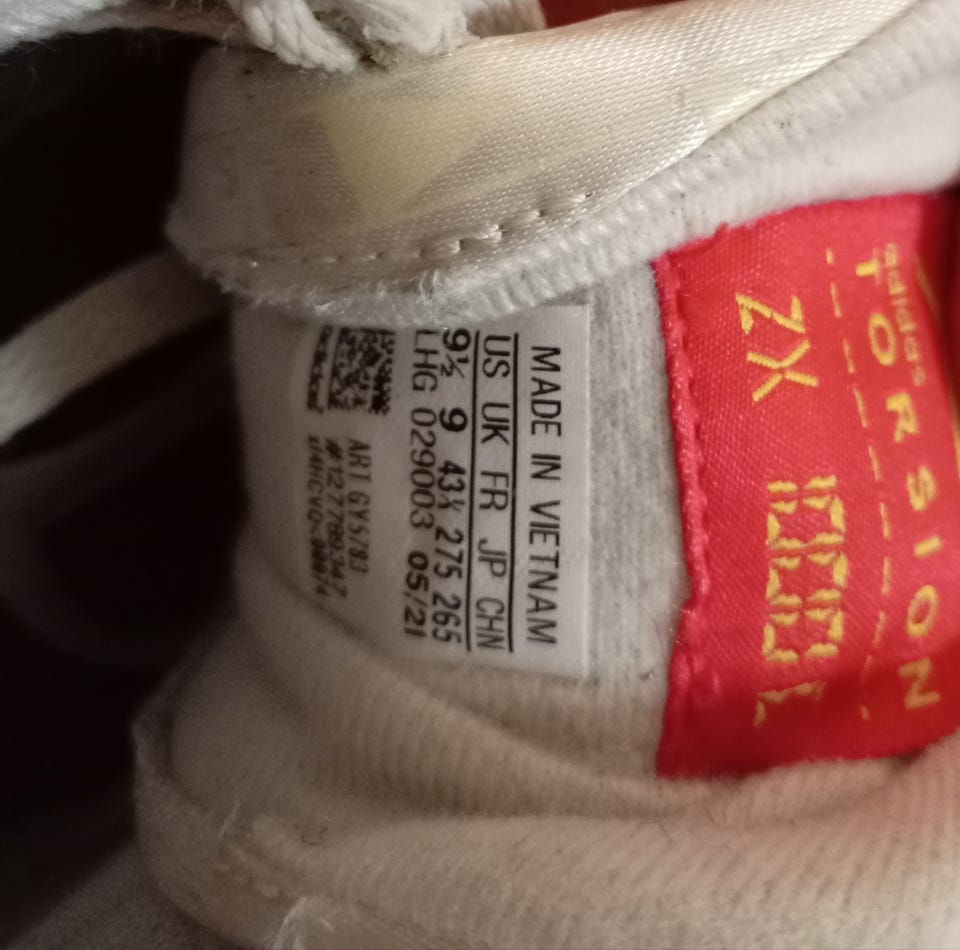 MADE IN VIETNAM
US UK FR JP CHN
9½ 9 43⅓ 275 265
LHG 029003 05/21
ART GY5783
#127789347
adidas
TORSION
ZX